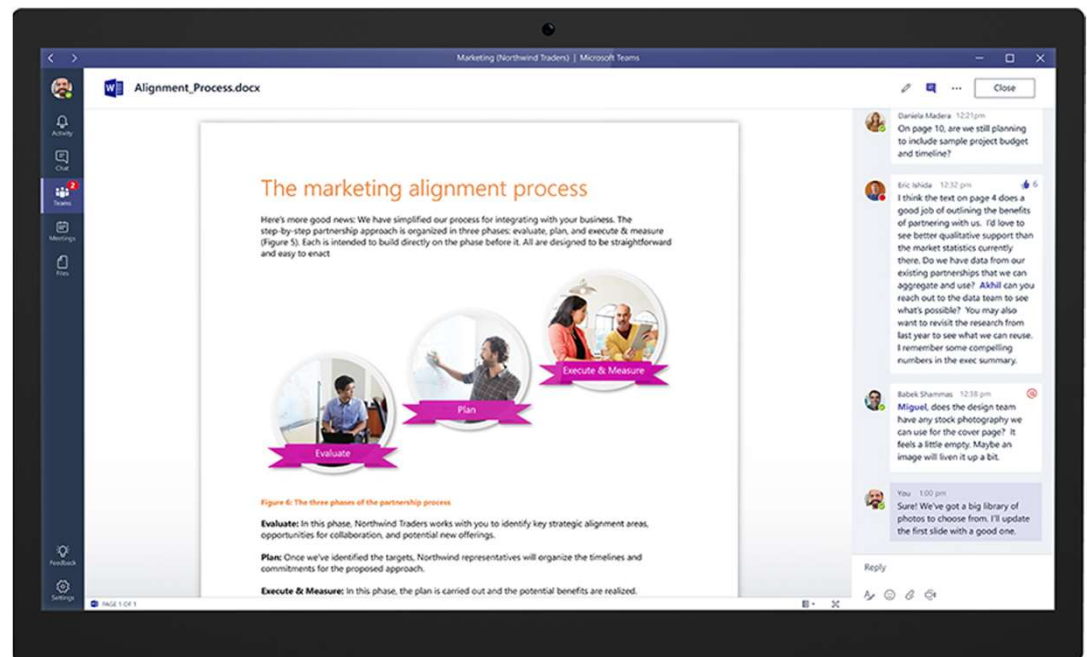 Marketing (Northwind Traders) | Microsoft Teams
Alignment_Process.docx
Close
Activity
Chat
2
Teams
Meetings
Files
Feedback
Settings
The marketing alignment process
Here's more good news: We have simplified our process for integrating with your business. The
step-by-step partnership approach is organized in three phases: evaluate, plan, and execute & measure
(Figure 5). Each is intended to build directly on the phase before it. All are designed to be straightforward
and easy to enact
Execute & Measure
Plan
Evaluate
Figure 6: The three phases of the partnership process
Evaluate: In this phase, Northwind Traders works with you to identify key strategic alignment areas,
opportunities for collaboration, and potential new offerings.
Plan: Once we've identified the targets, Northwind representatives will organize the timelines and
commitments for the proposed approach.
Execute & Measure: In this phase, the plan is carried out and the potential benefits are realized.
PAGE 1 OF 1
Daniela Madera 12:21pm
On page 10, are we still planning
to include sample project budget
and timeline?
Eric Ishida 12:32 pm 6
I think the text on page 4 does a
good job of outlining the benefits
of partnering with us. I'd love to
see better qualitative support than
the market statistics currently
there. Do we have data from our
existing partnerships that we can
aggregate and use? Akhil can you
reach out to the data team to see
what's possible? You may also
want to revisit the research from
last year to see what we can reuse.
I remember some compelling
numbers in the exec summary.
Babek Shammas 12:38 pm
Miguel, does the design team
have any stock photography we
can use for the cover page? It
feels a little empty. Maybe an
image will liven it up a bit.
You 1:00 pm
Sure! We've got a big library of
photos to choose from. I'll update
the first slide with a good one.
Reply